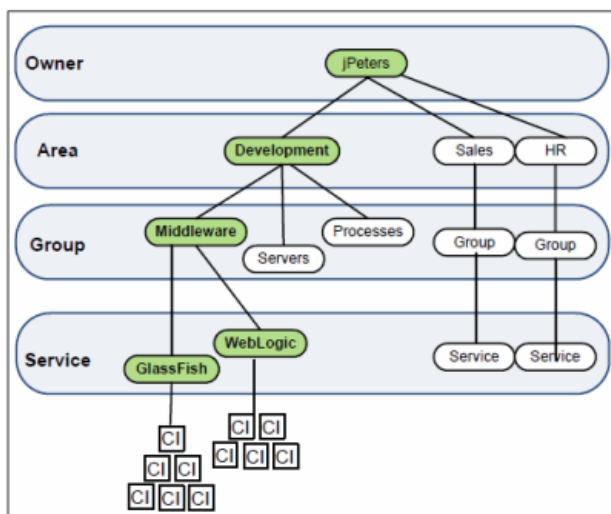 Owner
jPeters
Area
Development
Sales
HR
Group
Middleware
Servers
Processes
Group
Group
Service
WebLogic
GlassFish
Service
Service
CI
CI CI
CI CI CI
CI CI
CI CI CI